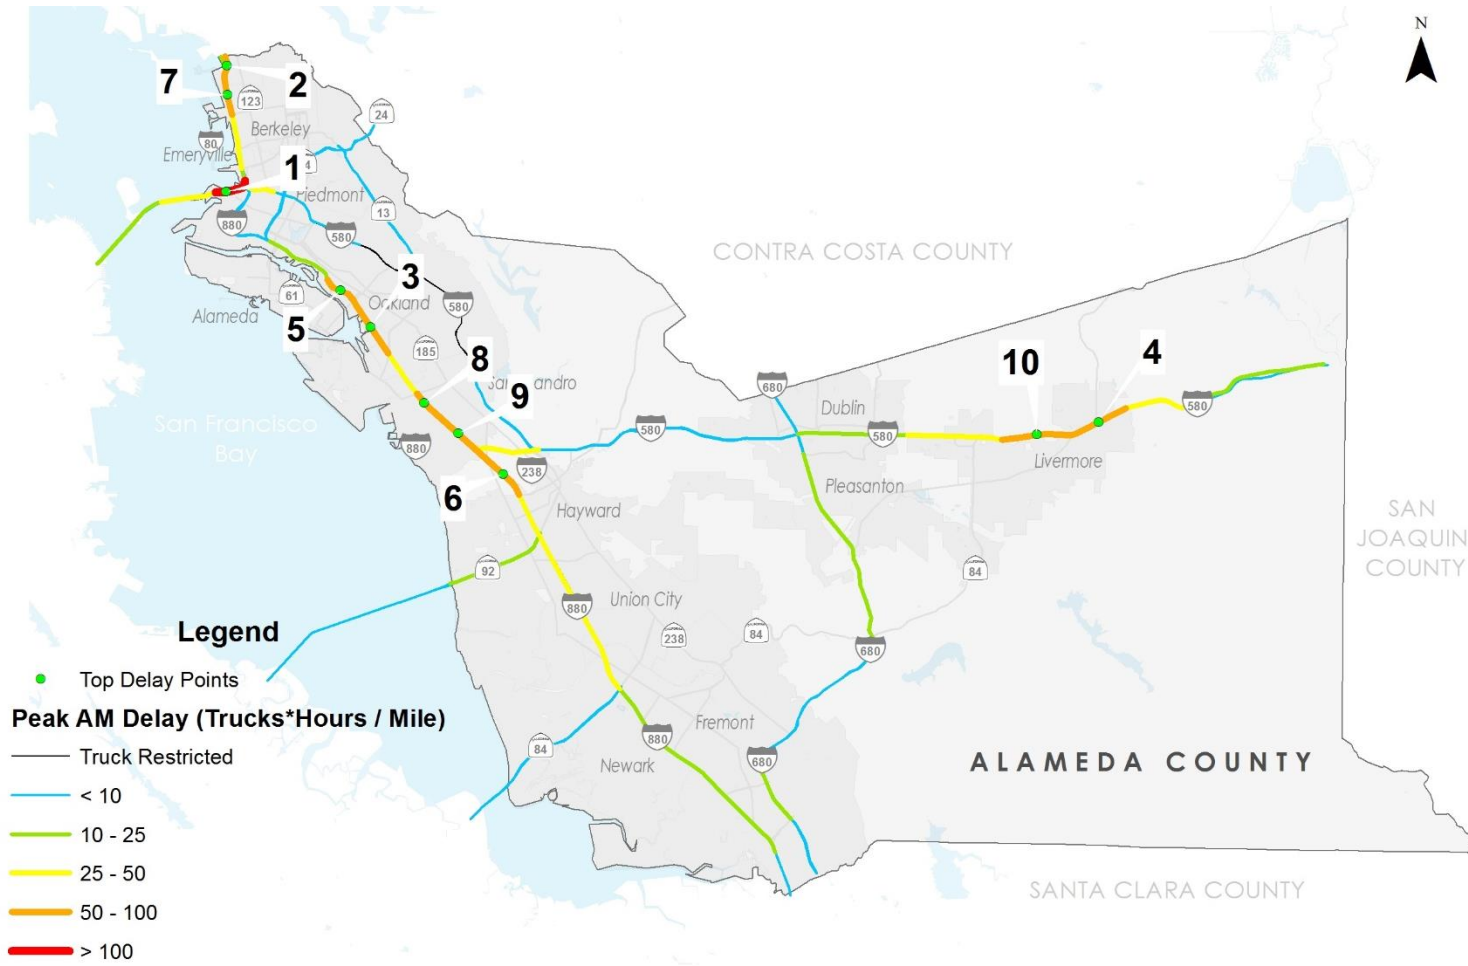 N
7
2
123
24
80
Berkeley
Emeryville
1
4
Piedmont
880
13
580
CONTRA COSTA COUNTY
3
61
Oakland
580
Alameda
5
185
8
10
4
680
San Francisco
Bay
9
Dublin
580
580
580
880
238
Livermore
6
Pleasanton
Hayward
SAN
JOAQUIN
COUNTY
92
84
880
Union City
238
84
680
Legend
Top Delay Points
Peak AM Delay (Trucks*Hours / Mile)
Truck Restricted
< 10
10 - 25
25 - 50
50 - 100
> 100
Fremont
880
84
680
Newark
ALAMEDA COUNTY
SANTA CLARA COUNTY